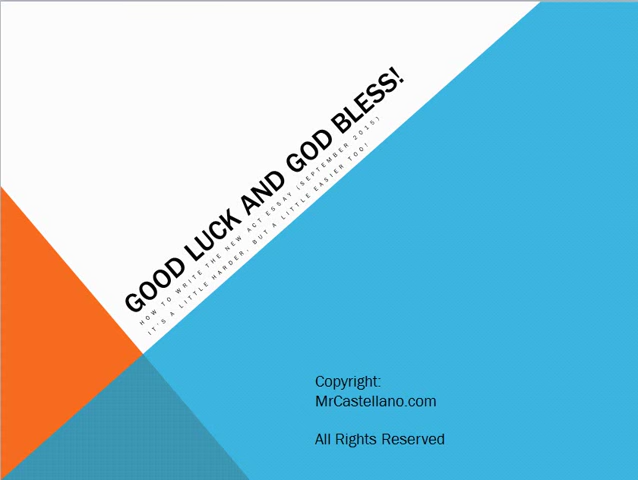 GOOD LUCK AND GOD BLESS!
HOW TO WRITE THE NEW ACT ESSAY (SEPTEMBER 2015)
IT'S A LITTLE HARDER, BUT A LITTLE EASIER TOO!
Copyright:
MrCastellano.com
All Rights Reserved